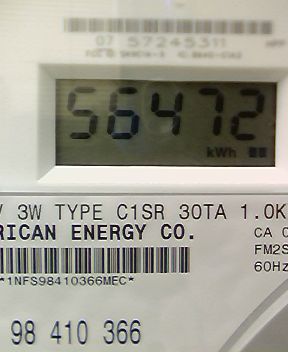 07 57245311
56472
kWh
V 3W TYPE C1SR 30TA 1.0K
RICAN ENERGY CO.
CA
FM2S
60Hz
*1NFS98410366MEC*
98 410 366